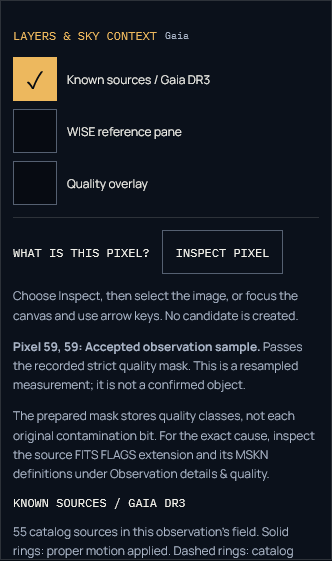 LAYERS & SKY CONTEXT Gaia
✓ Known sources / Gaia DR3
WISE reference pane
Quality overlay
WHAT IS THIS PIXEL? INSPECT PIXEL
Choose Inspect, then select the image, or focus the
canvas and use arrow keys. No candidate is created.
Pixel 59, 59: Accepted observation sample. Passes
the recorded strict quality mask. This is a resampled
measurement; it is not a confirmed object.
The prepared mask stores quality classes, not each
original contamination bit. For the exact cause, inspect
the source FITS FLAGS extension and its MSKN
definitions under Observation details & quality.
KNOWN SOURCES / GAIA DR3
55 catalog sources in this observation's field. Solid
rings: proper motion applied. Dashed rings: catalog